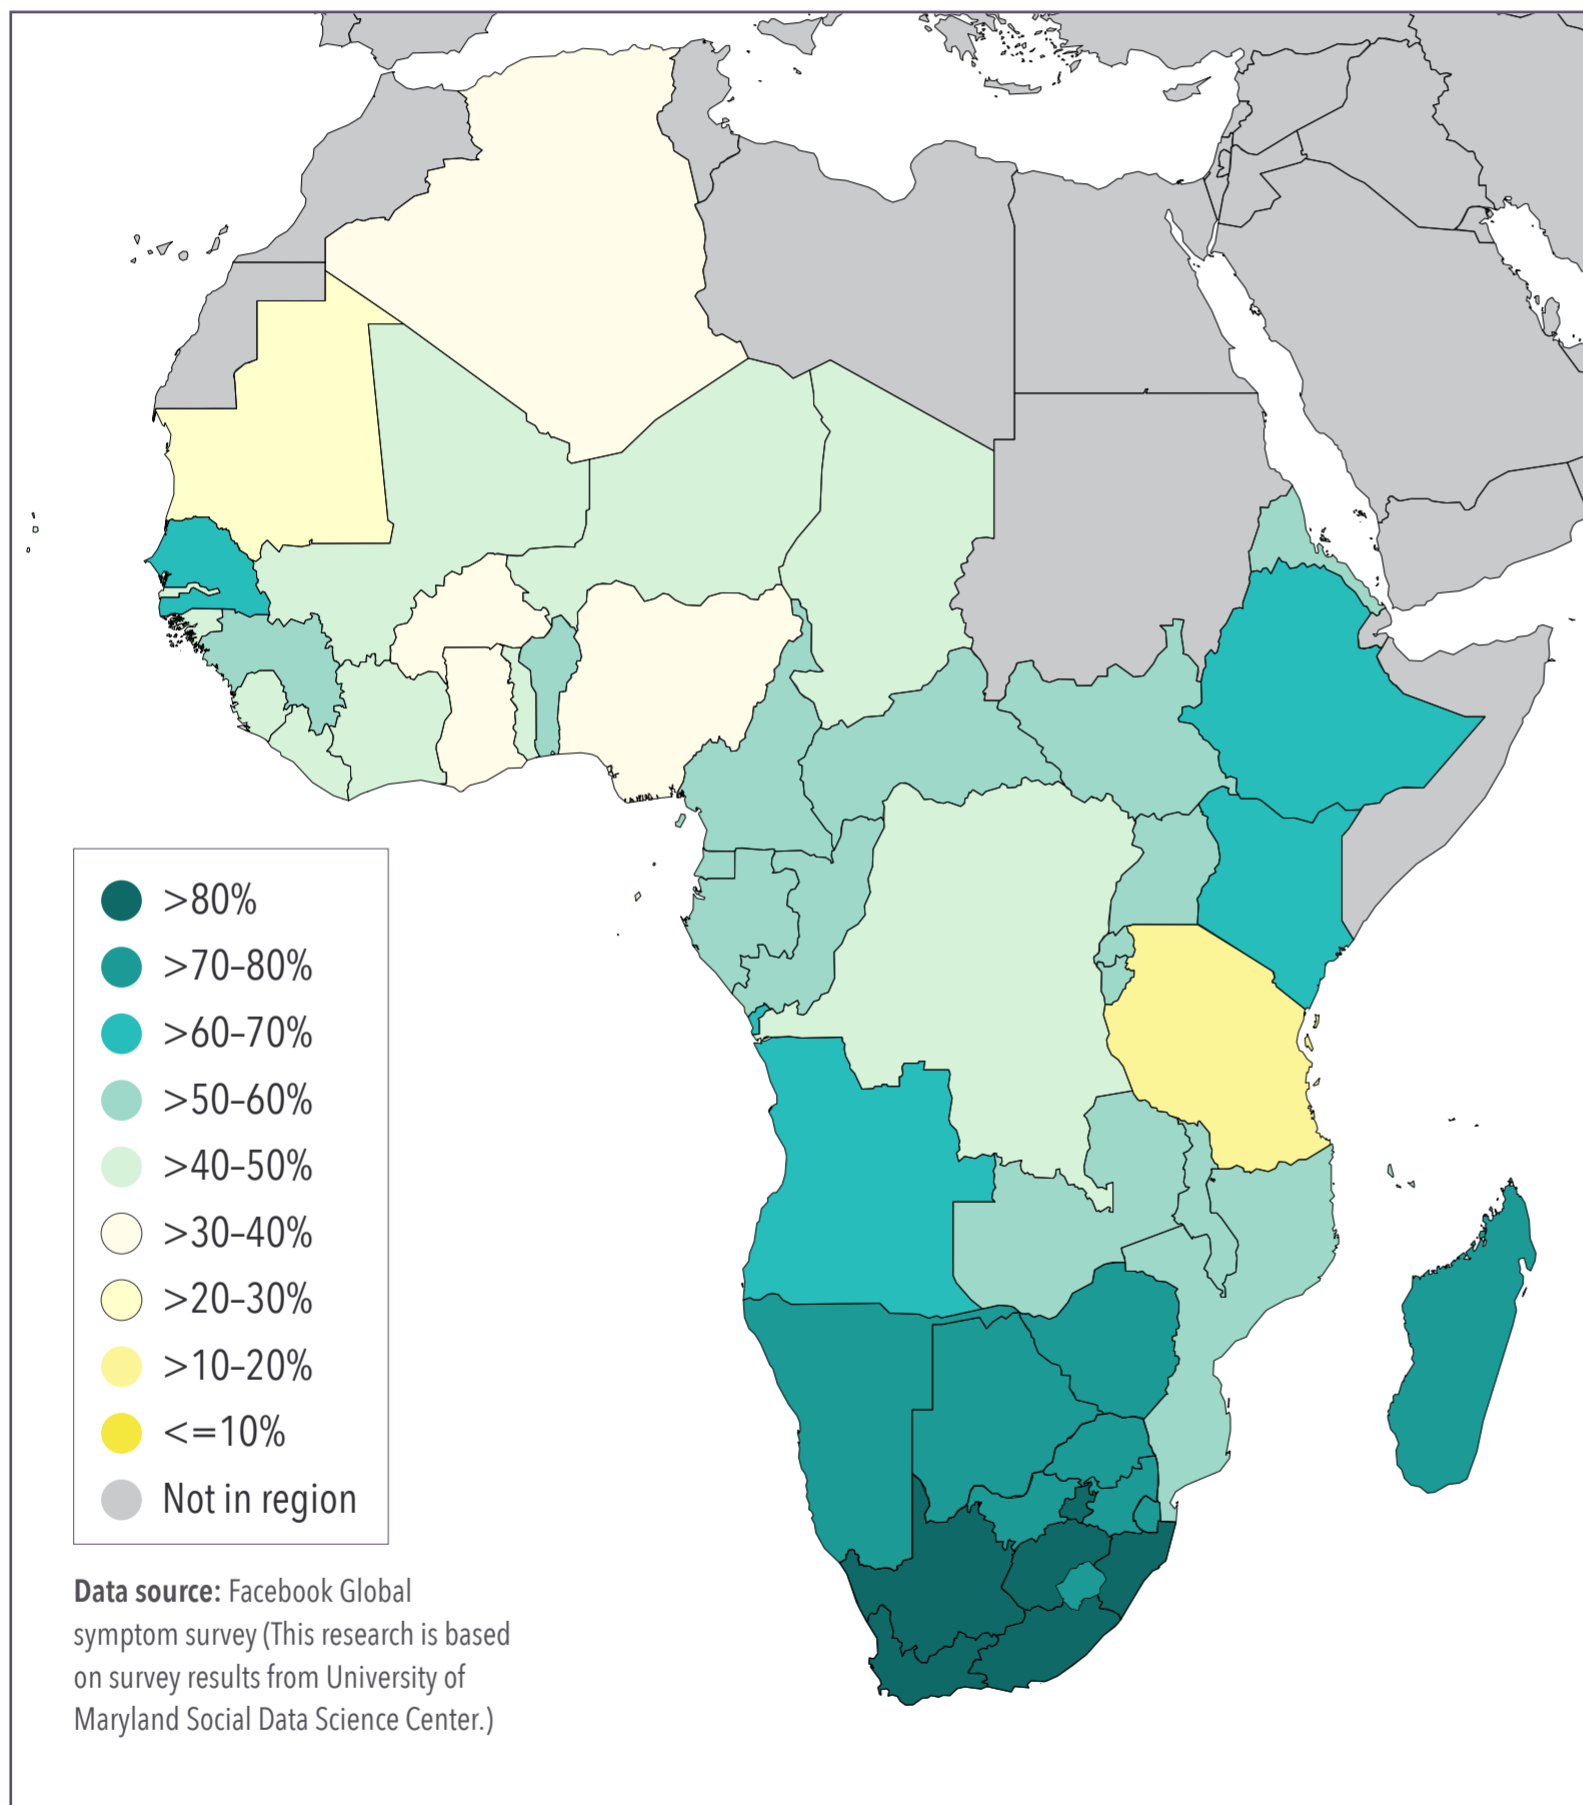 >80%
>70–80%
>60–70%
>50–60%
>40–50%
>30–40%
>20–30%
>10–20%
<=10%
Not in region
Data source: Facebook Global
symptom survey (This research is based
on survey results from University of
Maryland Social Data Science Center.)